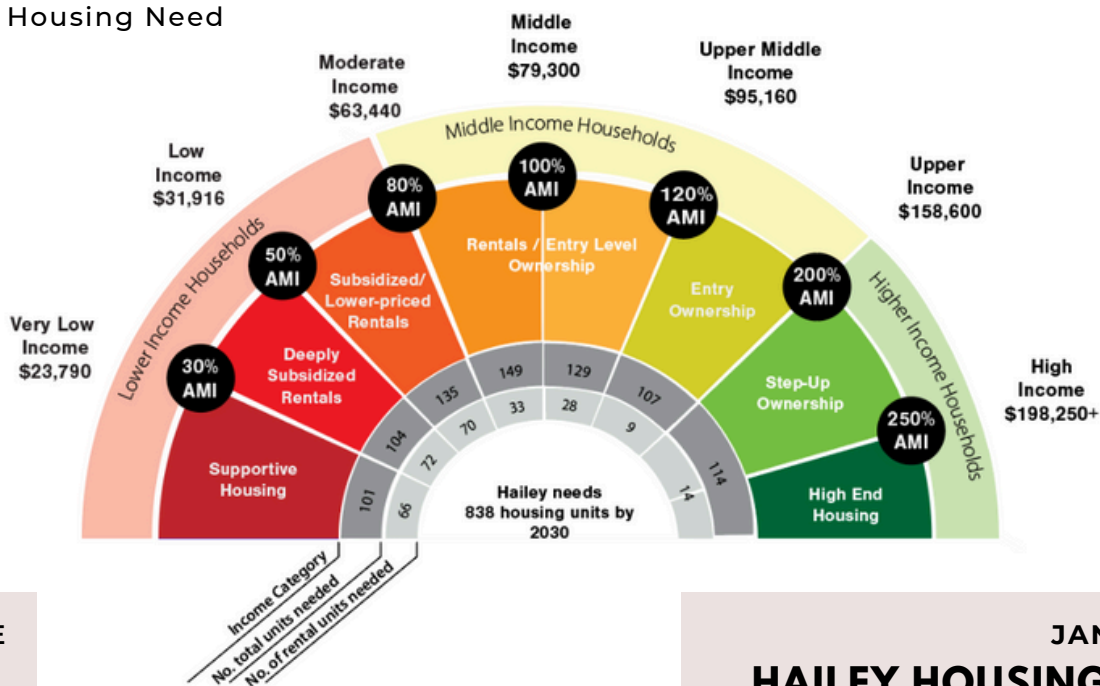 Housing Need
Middle
Income
$79,300
Moderate
Income
$63,440
Upper Middle
Income
$95,160
Low
Income
$31,916
Upper
Income
$158,600
Very Low
Income
$23,790
High
Income
$198,250+
Lower Income Households
Middle Income Households
Higher Income Households
30%
AMI
50%
AMI
80%
AMI
100%
AMI
120%
AMI
200%
AMI
250%
AMI
Supportive
Housing
Deeply
Subsidized
Rentals
Subsidized/
Lower-priced
Rentals
Rentals / Entry Level
Ownership
Entry
Ownership
Step-Up
Ownership
High End
Housing
101
104
135
149
129
107
114
66
72
70
33
28
9
14
Hailey needs
838 housing units by
2030
Income Category
No. total units needed
No. of rental units needed
E
JAN
HAILEY HOUSING